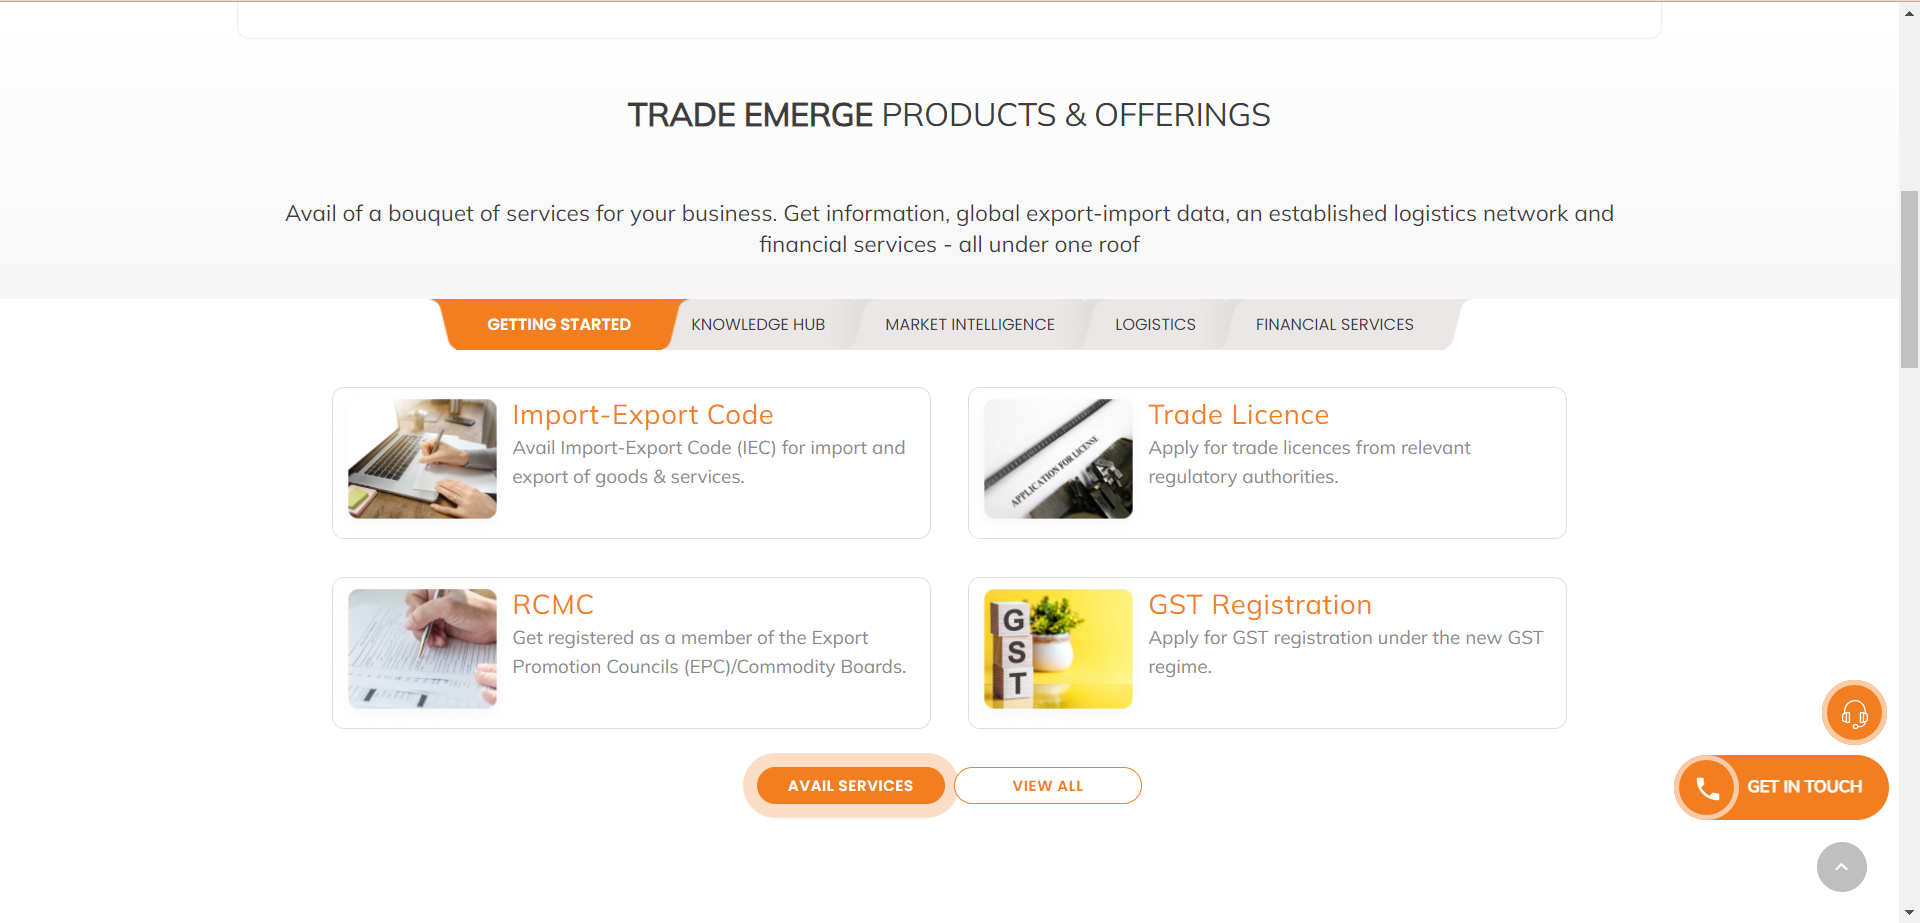 TRADE EMERGE PRODUCTS & OFFERINGS
Avail of a bouquet of services for your business. Get information, global export-import data, an established logistics network and
financial services - all under one roof
GETTING STARTED
KNOWLEDGE HUB
MARKET INTELLIGENCE
LOGISTICS
FINANCIAL SERVICES
Import-Export Code
Avail Import-Export Code (IEC) for import and
export of goods & services.
APPLICATION FOR LICENSE
Trade Licence
Apply for trade licences from relevant
regulatory authorities.
RCMC
Get registered as a member of the Export
Promotion Councils (EPC)/Commodity Boards.
G
S
T
GST Registration
Apply for GST registration under the new GST
regime.
AVAIL SERVICES
VIEW ALL
GET IN TOUCH